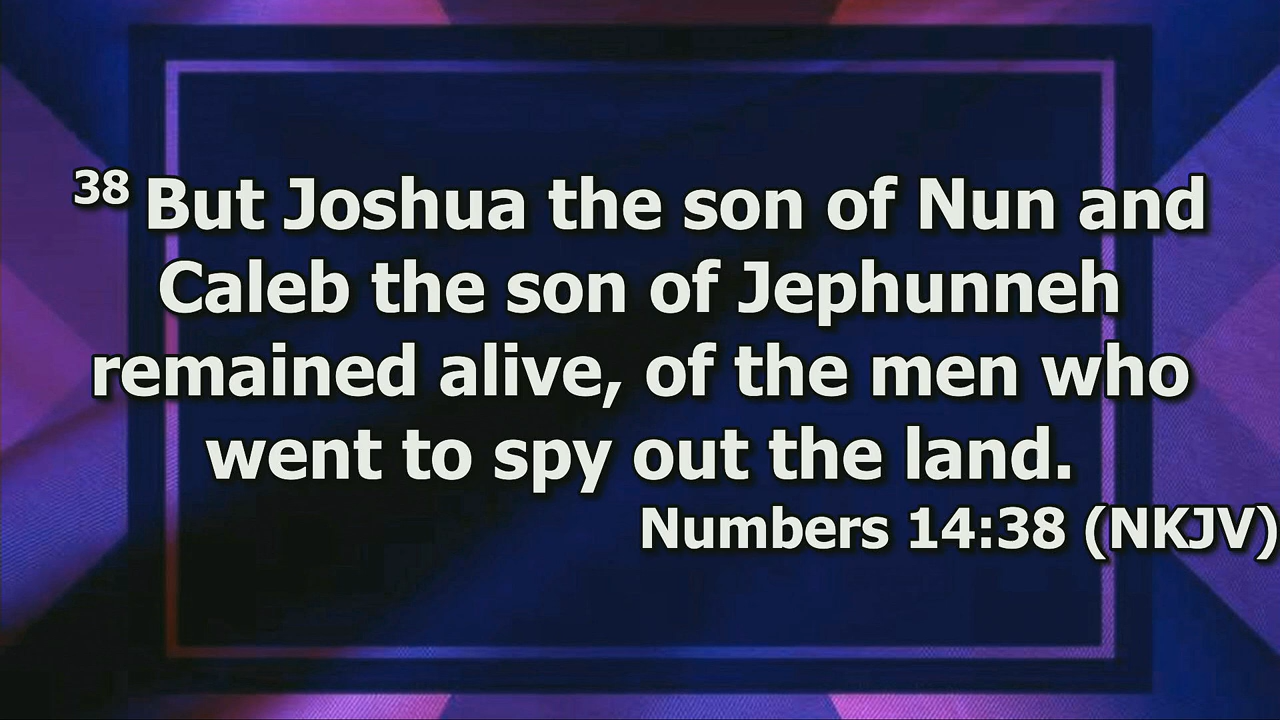 38 But Joshua the son of Nun and
Caleb the son of Jephunneh
remained alive, of the men who
went to spy out the land.
Numbers 14:38 (NKJV)